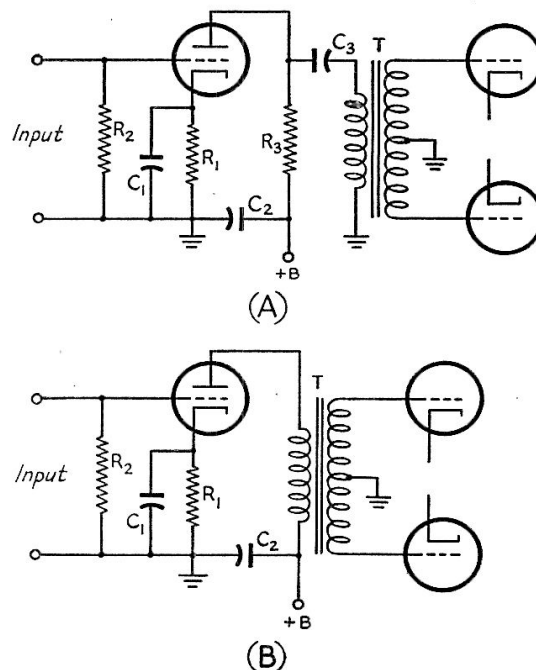 C₃ T
Input R₂ C₁ R₁ R₃
C₂
+B
(A)
T
Input R₂ C₁ R₁
C₂
+B
(B)